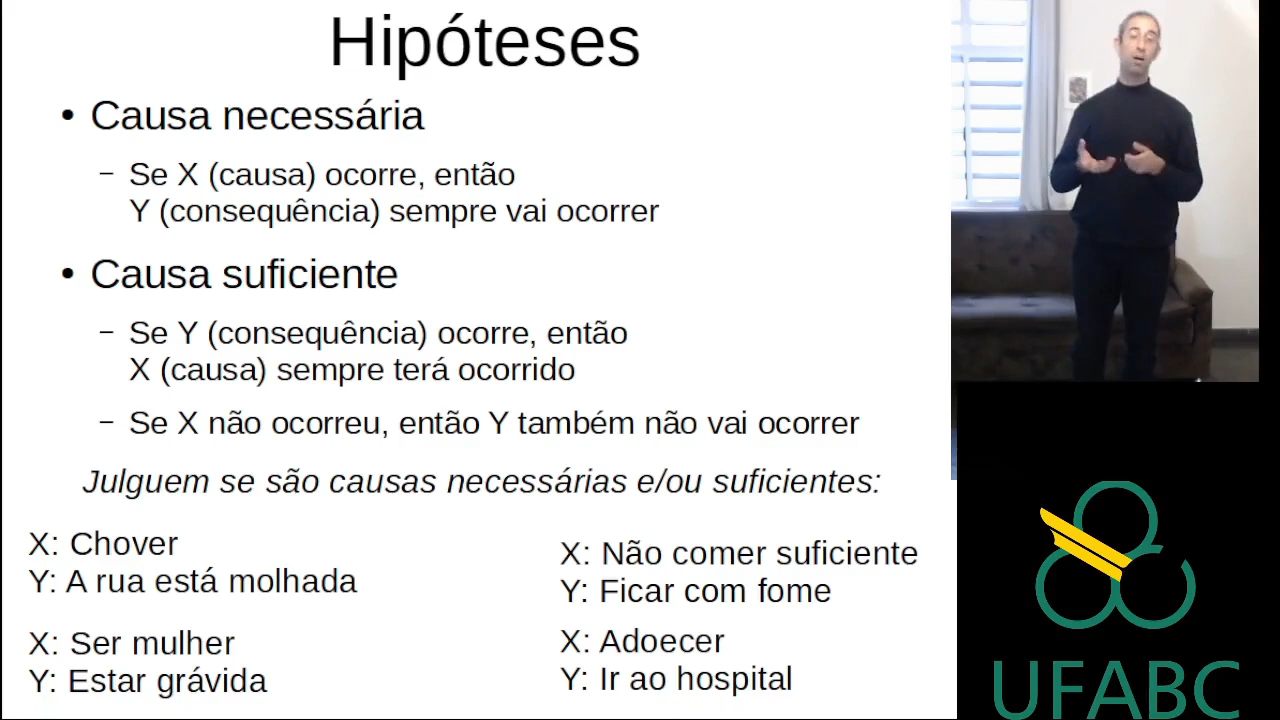 Hipóteses
• Causa necessária
– Se X (causa) ocorre, então
Y (consequência) sempre vai ocorrer
• Causa suficiente
– Se Y (consequência) ocorre, então
X (causa) sempre terá ocorrido
– Se X não ocorreu, então Y também não vai ocorrer
Julguem se são causas necessárias e/ou suficientes:
X: Chover
Y: A rua está molhada
X: Ser mulher
Y: Estar grávida
X: Não comer suficiente
Y: Ficar com fome
X: Adoecer
Y: Ir ao hospital
UFABC